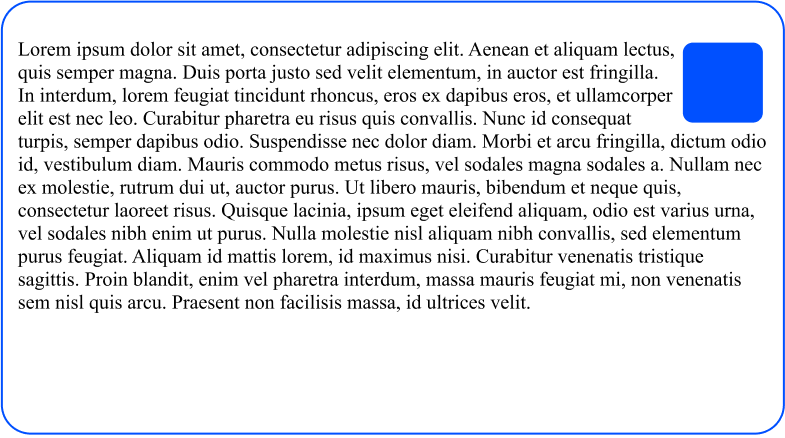 Lorem ipsum dolor sit amet, consectetur adipiscing elit. Aenean et aliquam lectus,
quis semper magna. Duis porta justo sed velit elementum, in auctor est fringilla.
In interdum, lorem feugiat tincidunt rhoncus, eros ex dapibus eros, et ullamcorper
elit est nec leo. Curabitur pharetra eu risus quis convallis. Nunc id consequat
turpis, semper dapibus odio. Suspendisse nec dolor diam. Morbi et arcu fringilla, dictum odio
id, vestibulum diam. Mauris commodo metus risus, vel sodales magna sodales a. Nullam nec
ex molestie, rutrum dui ut, auctor purus. Ut libero mauris, bibendum et neque quis,
consectetur laoreet risus. Quisque lacinia, ipsum eget eleifend aliquam, odio est varius urna,
vel sodales nibh enim ut purus. Nulla molestie nisl aliquam nibh convallis, sed elementum
purus feugiat. Aliquam id mattis lorem, id maximus nisi. Curabitur venenatis tristique
sagittis. Proin blandit, enim vel pharetra interdum, massa mauris feugiat mi, non venenatis
sem nisl quis arcu. Praesent non facilisis massa, id ultrices velit.